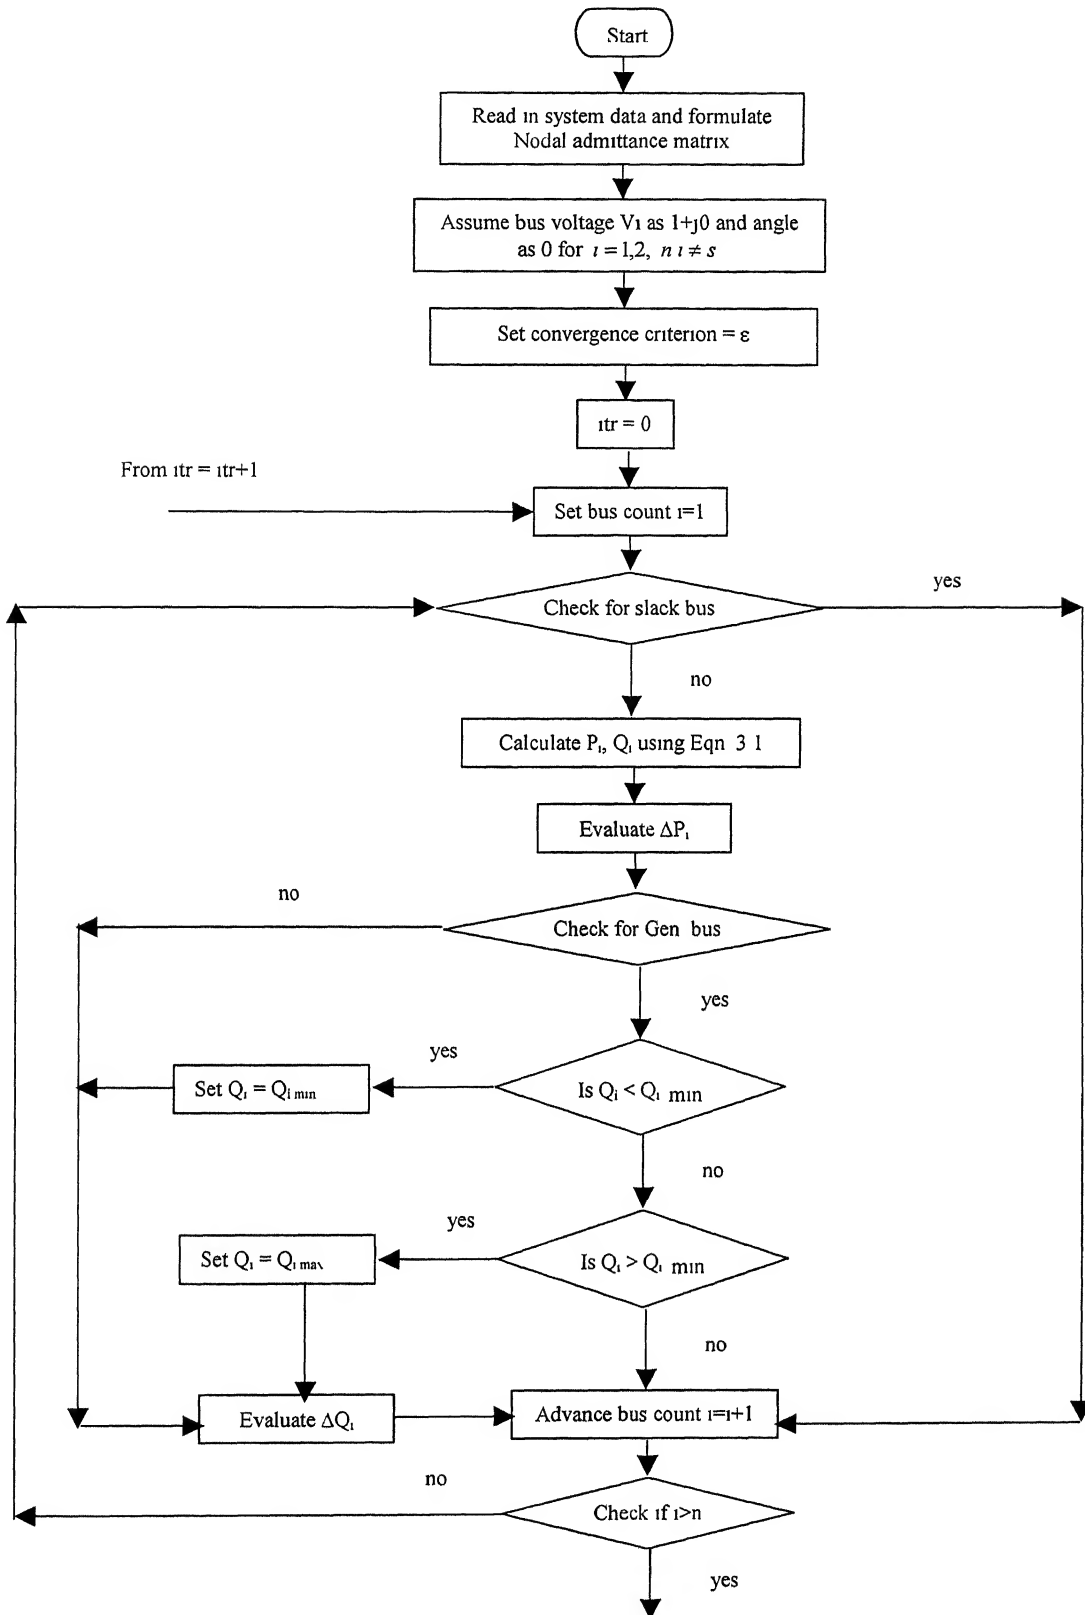 Start
Read in system data and formulate
Nodal admittance matrix
Assume bus voltage Vi as 1+j0 and angle
as 0 for i = 1,2, n i ≠ s
Set convergence criterion = ε
itr = 0
From itr = itr+1
Set bus count i=1
Check for slack bus
yes
no
Calculate Pᵢ, Qᵢ using Eqn 3 1
Evaluate ΔPᵢ
no
Check for Gen bus
yes
yes
Set Qᵢ = Qᵢ min
Is Qᵢ < Qᵢ min
no
yes
Set Qᵢ = Qᵢ max
Is Qᵢ > Qᵢ min
no
Evaluate ΔQᵢ
Advance bus count i=i+1
no
Check if i>n
yes